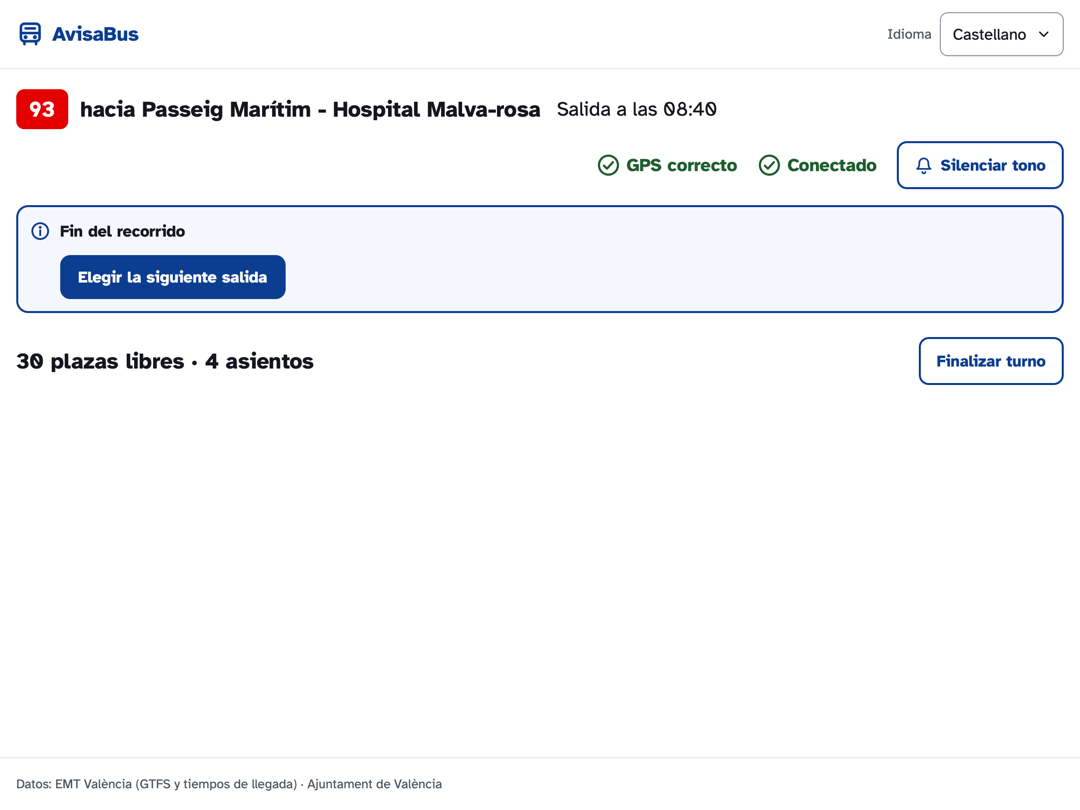 AvisaBus
Idioma
Castellano
93 hacia Passeig Marítim - Hospital Malva-rosa Salida a las 08:40
GPS correcto
Conectado
Silenciar tono
Fin del recorrido
Elegir la siguiente salida
30 plazas libres · 4 asientos
Finalizar turno
Datos: EMT València (GTFS y tiempos de llegada) · Ajuntament de València